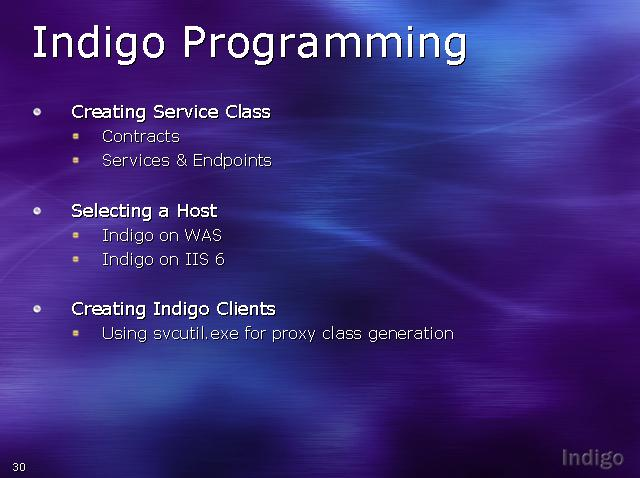 Indigo Programming
Creating Service Class
Contracts
Services & Endpoints
Selecting a Host
Indigo on WAS
Indigo on IIS 6
Creating Indigo Clients
Using svcutil.exe for proxy class generation
30
Indigo